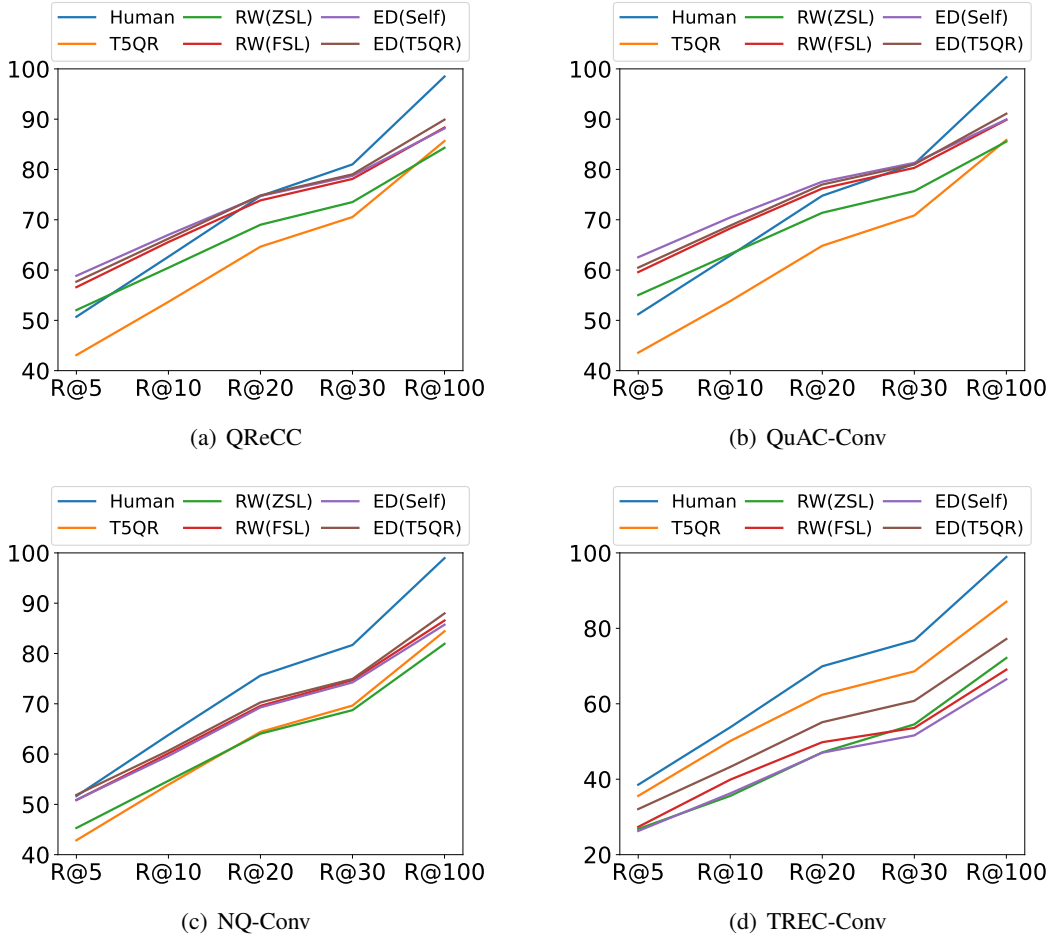 Human RW(ZSL) ED(Self)
T5QR RW(FSL) ED(T5QR)
100
90
80
70
60
50
40
R@5 R@10 R@20 R@30 R@100
(a) QReCC
Human RW(ZSL) ED(Self)
T5QR RW(FSL) ED(T5QR)
100
90
80
70
60
50
40
R@5 R@10 R@20 R@30 R@100
(b) QuAC-Conv
Human RW(ZSL) ED(Self)
T5QR RW(FSL) ED(T5QR)
100
90
80
70
60
50
40
R@5 R@10 R@20 R@30 R@100
(c) NQ-Conv
Human RW(ZSL) ED(Self)
T5QR RW(FSL) ED(T5QR)
100
80
60
40
20
R@5 R@10 R@20 R@30 R@100
(d) TREC-Conv